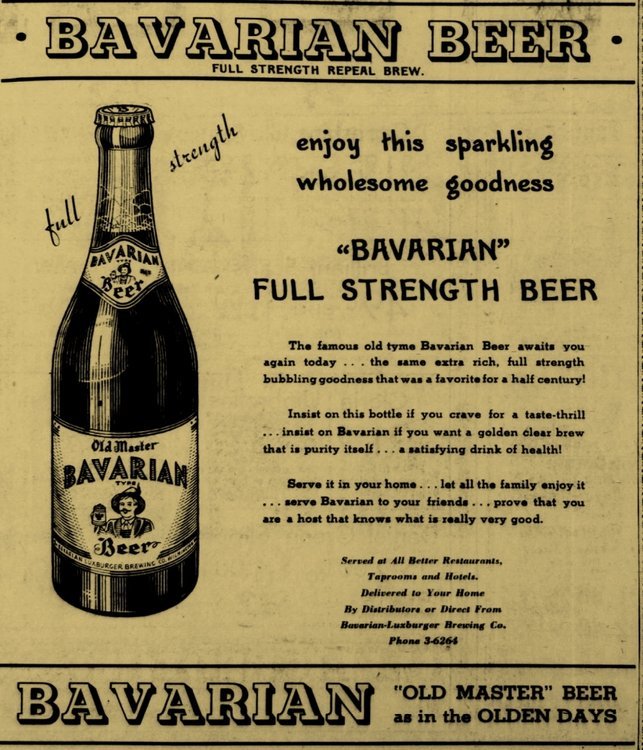 • BAVARIAN BEER •
FULL STRENGTH REPEAL BREW.
full strength
enjoy this sparkling
wholesome goodness
"BAVARIAN"
FULL STRENGTH BEER
The famous old tyme Bavarian Beer awaits you
again today ... the same extra rich, full strength
bubbling goodness that was a favorite for a half century!
Insist on this bottle if you crave for a taste-thrill
... insist on Bavarian if you want a golden clear brew
that is purity itself ... a satisfying drink of health!
Serve it in your home ... let all the family enjoy it
... serve Bavarian to your friends ... prove that you
are a host that knows what is really very good.
Served at All Better Restaurants,
Taprooms and Hotels.
Delivered to Your Home
By Distributors or Direct From
Bavarian-Luxburger Brewing Co.
Phone 3-6264
BAVARIAN
TYPE
Beer
Old Master
BAVARIAN
TYPE
Beer
LUXBURGER BREWING CO.
BAVARIAN
"OLD MASTER" BEER
as in the OLDEN DAYS